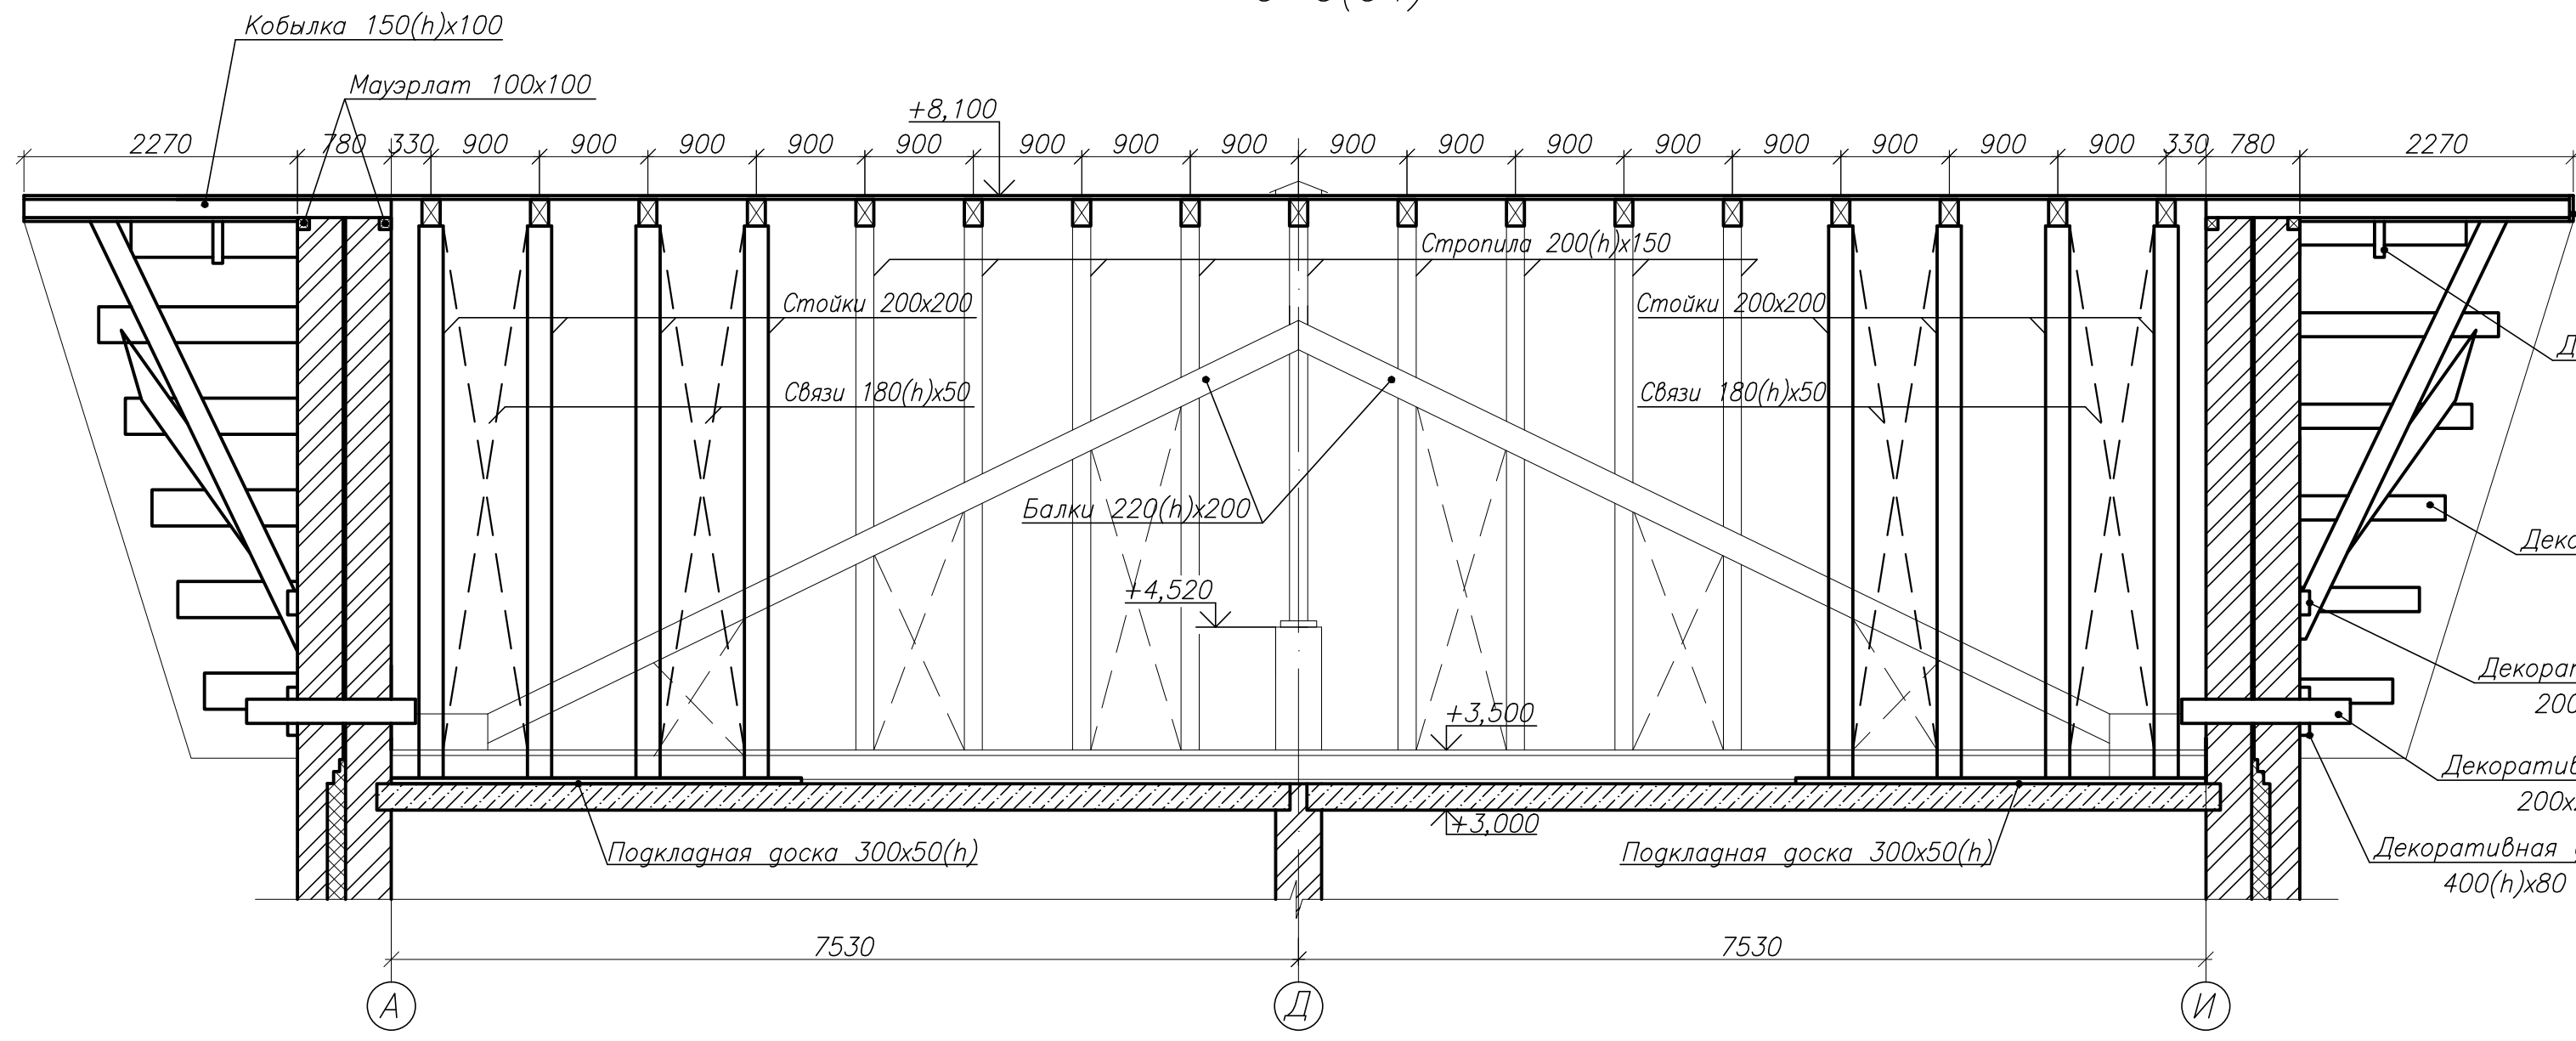 Кобылка 150(h)x100
Мауэрлат 100x100
+8,100
2270 780 330 900 900 900 900 900 900 900 900 900 900 900 900 900 900 900 900 330 780 2270
Стропила 200(h)x150
Стойки 200x200 Стойки 200x200
Связи 180(h)x50 Связи 180(h)x50
Балки 220(h)x200
+4,520
+3,500
+3,000
200
200x
Подкладная доска 300x50(h) Подкладная доска 300x50(h) Декоративная
400(h)x80
7530 7530
А Д И